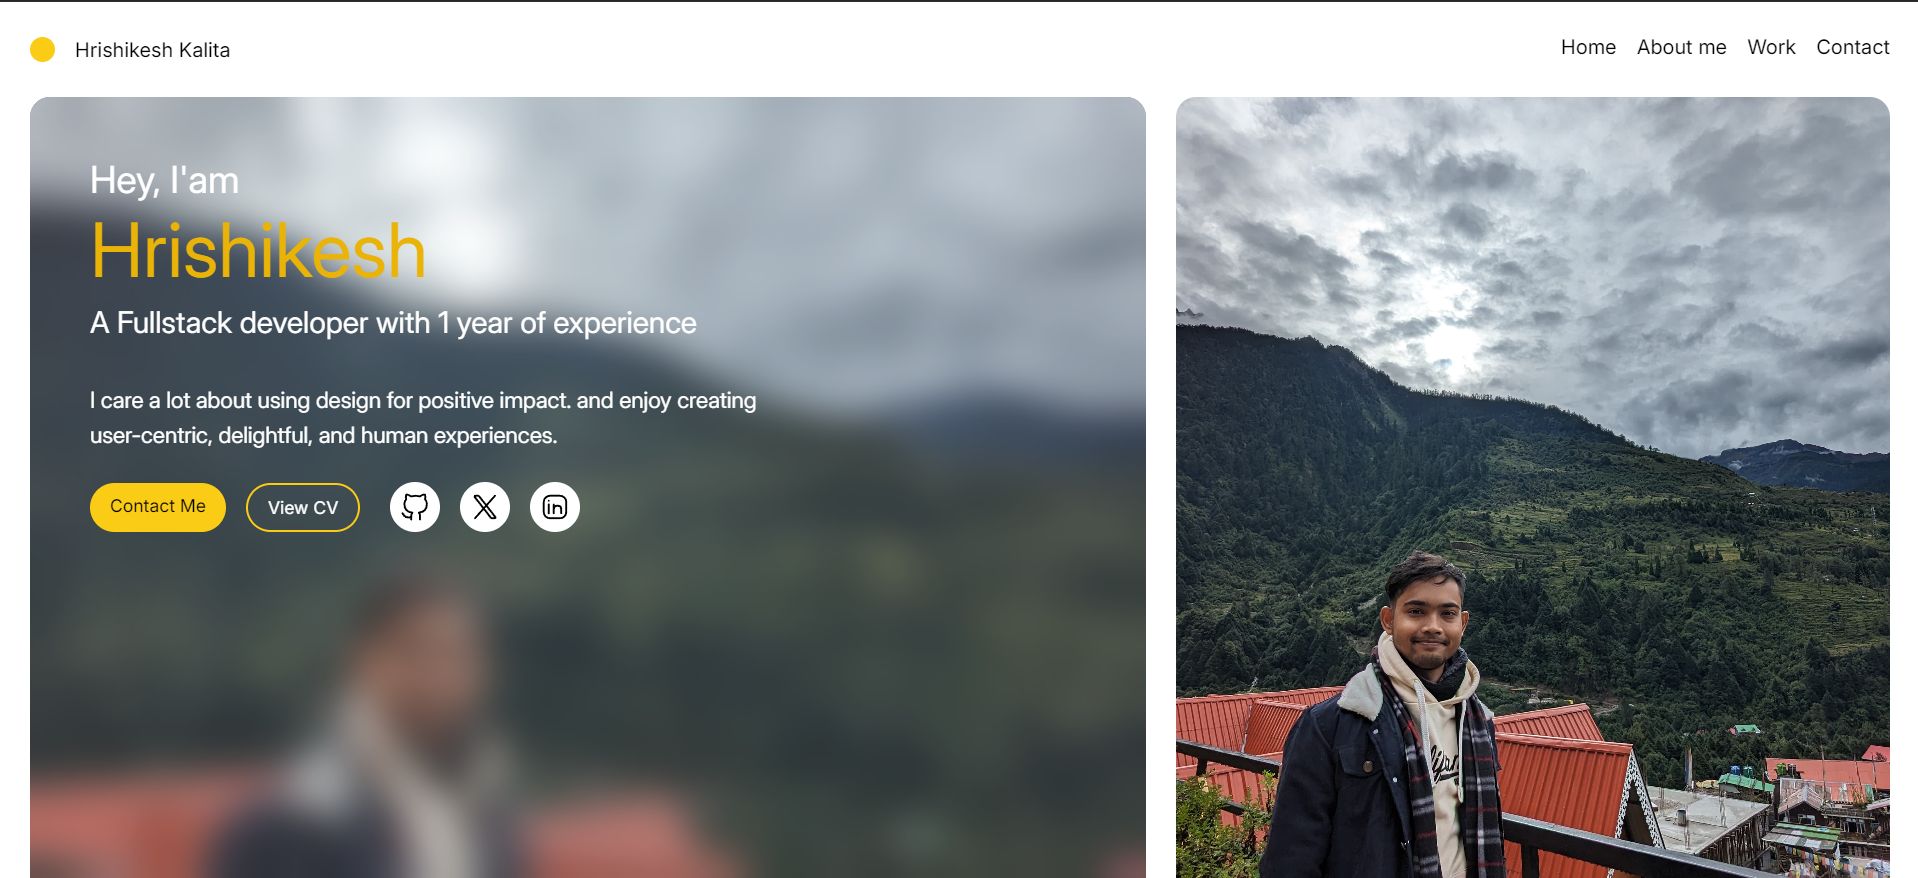 Hrishikesh Kalita
Home About me Work Contact
Hey, I'am
Hrishikesh
A Fullstack developer with 1 year of experience
I care a lot about using design for positive impact. and enjoy creating
user-centric, delightful, and human experiences.
Contact Me View CV